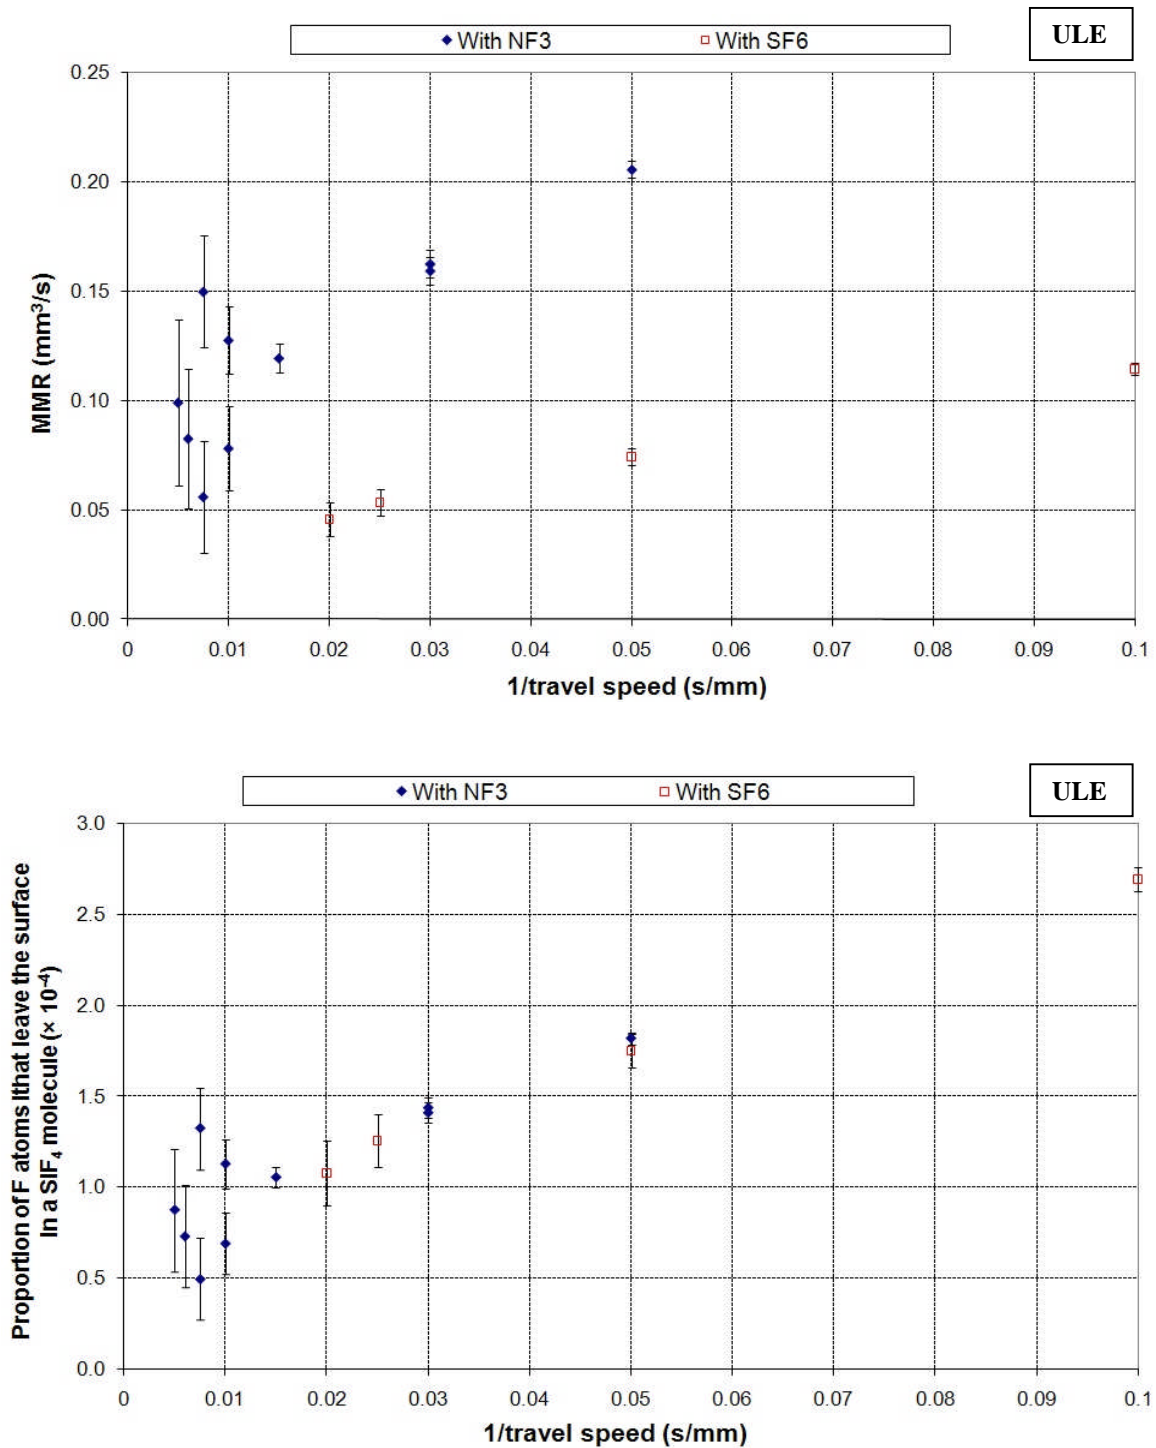 ULE
With NF3 With SF6
0.25
0.20
0.15
0.10
0.05
0.00
MMR (mm³/s)
0 0.01 0.02 0.03 0.04 0.05 0.06 0.07 0.08 0.09 0.1
1/travel speed (s/mm)
ULE
With NF3 With SF6
3.0
2.5
2.0
1.5
1.0
0.5
0.0
Proportion of F atoms lthat leave the surface
In a SIF₄ molecule (× 10⁻⁴)
0 0.01 0.02 0.03 0.04 0.05 0.06 0.07 0.08 0.09 0.1
1/travel speed (s/mm)